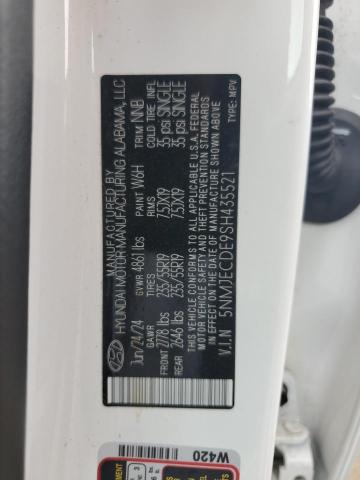 MANUFACTURED BY
HYUNDAI MOTOR MANUFACTURING ALABAMA, LLC
Jun/24/24 GVWR 4861 lbs PAINT W6H TRIM NNB
GAWR TIRES RIMS COLD TIRE INFL
FRONT 2778 lbs 235/55R19 7.5JX19 35 psi SINGLE
REAR 2646 lbs 235/55R19 7.5JX19 35 psi SINGLE
THIS VEHICLE CONFORMS TO ALL APPLICABLE U.S.A. FEDERAL
MOTOR VEHICLE SAFETY AND THEFT PREVENTION STANDARDS
IN EFFECT ON THE DATE OF MANUFACTURE SHOWN ABOVE.
V.I.N 5NMJECDE9SH435521 TYPE: MPV
W420